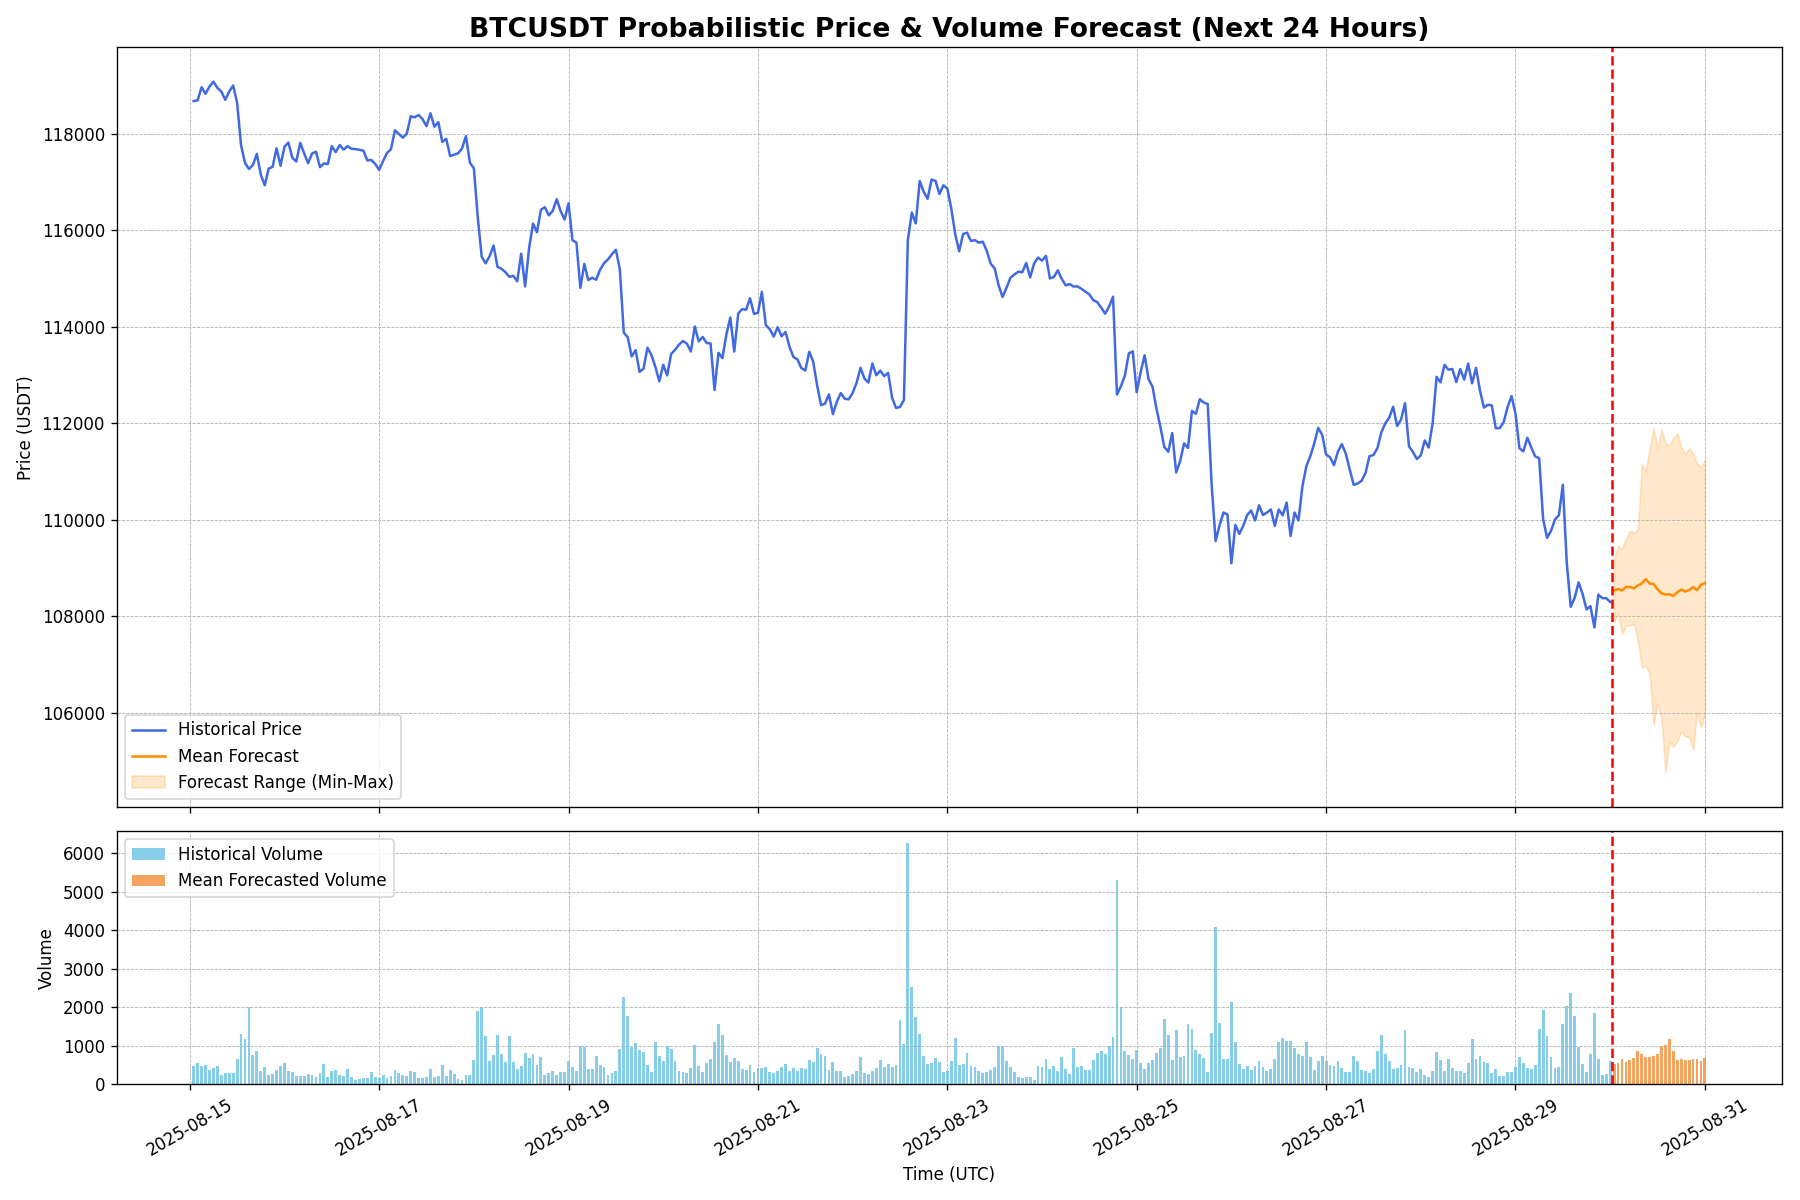 BTCUSDT Probabilistic Price & Volume Forecast (Next 24 Hours)
Price (USDT)
118000
116000
114000
112000
110000
108000
106000
Historical Price
Mean Forecast
Forecast Range (Min-Max)
Volume
6000
5000
4000
3000
2000
1000
0
Historical Volume
Mean Forecasted Volume
2025-08-15
2025-08-17
2025-08-19
2025-08-21
2025-08-23
2025-08-25
2025-08-27
2025-08-29
2025-08-31
Time (UTC)